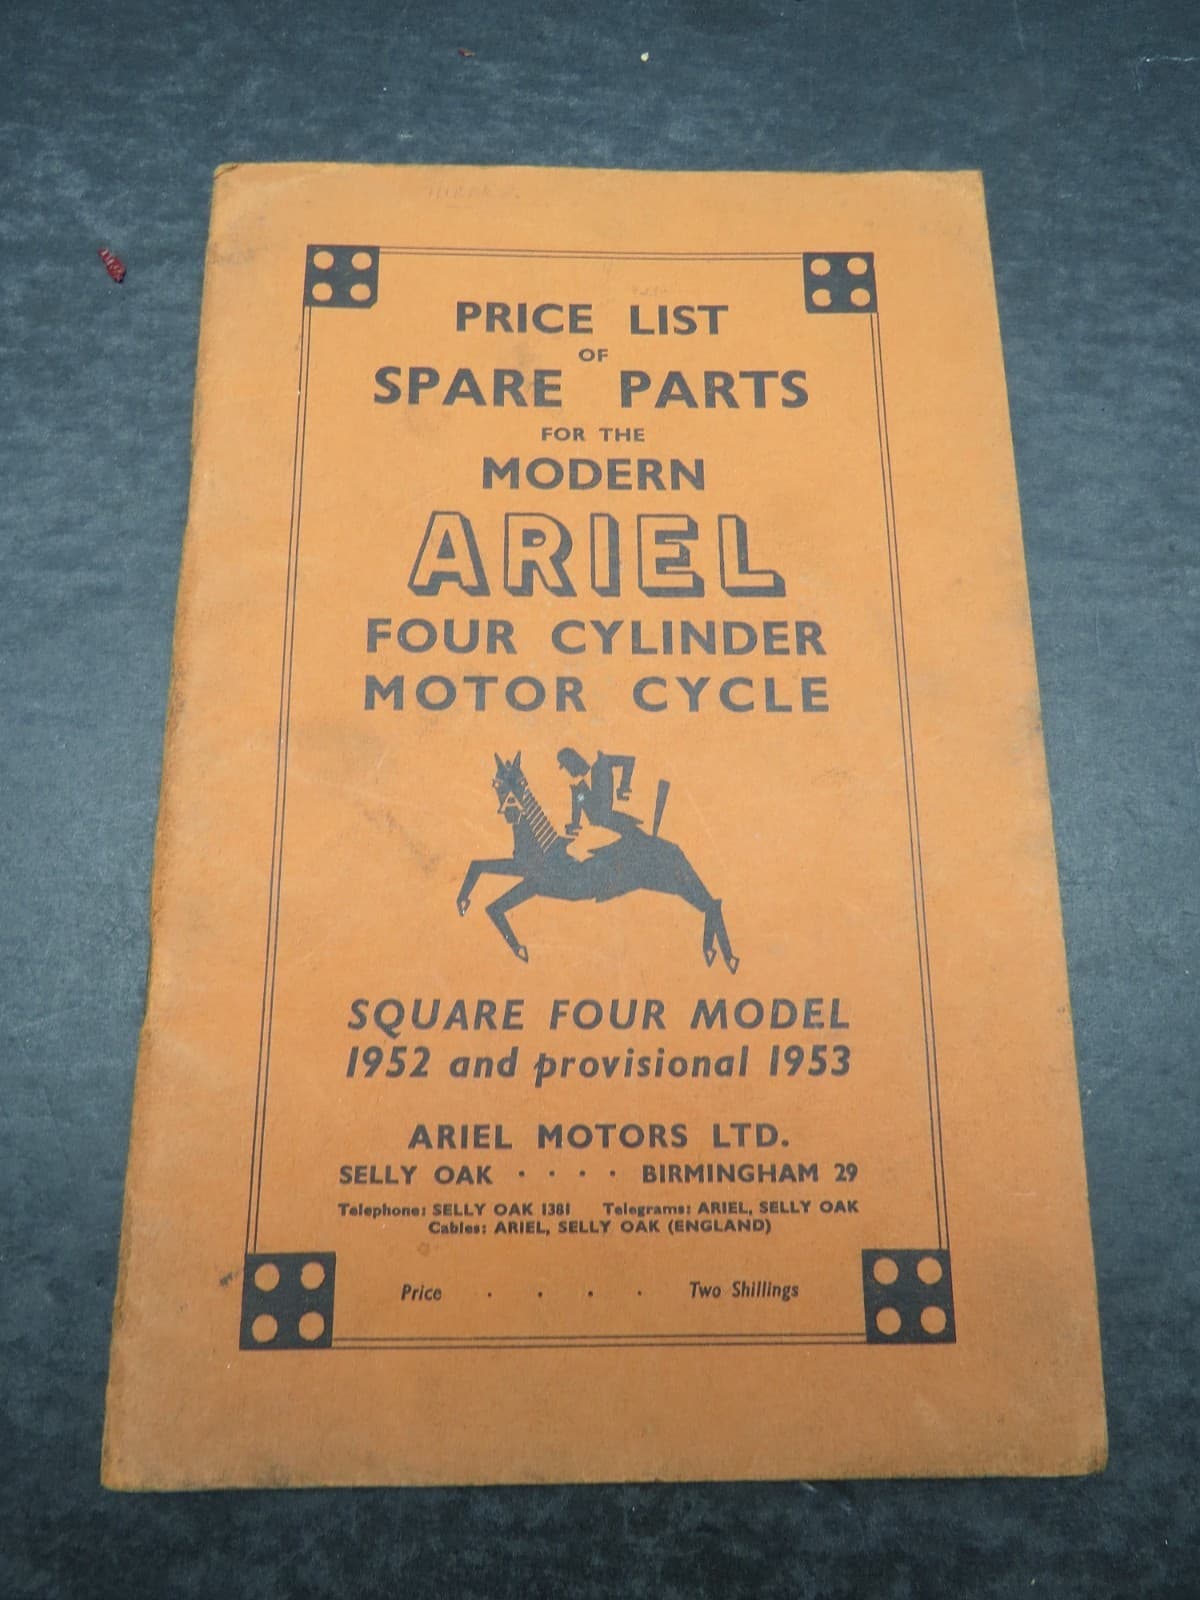 PRICE LIST
OF
SPARE PARTS
FOR THE
MODERN
ARIEL
FOUR CYLINDER
MOTOR CYCLE
A
SQUARE FOUR MODEL
1952 and provisional 1953
ARIEL MOTORS LTD.
SELLY OAK . . . . BIRMINGHAM 29
Telephone: SELLY OAK 1381 Telegrams: ARIEL, SELLY OAK
Cables: ARIEL, SELLY OAK (ENGLAND)
Price . . . . Two Shillings